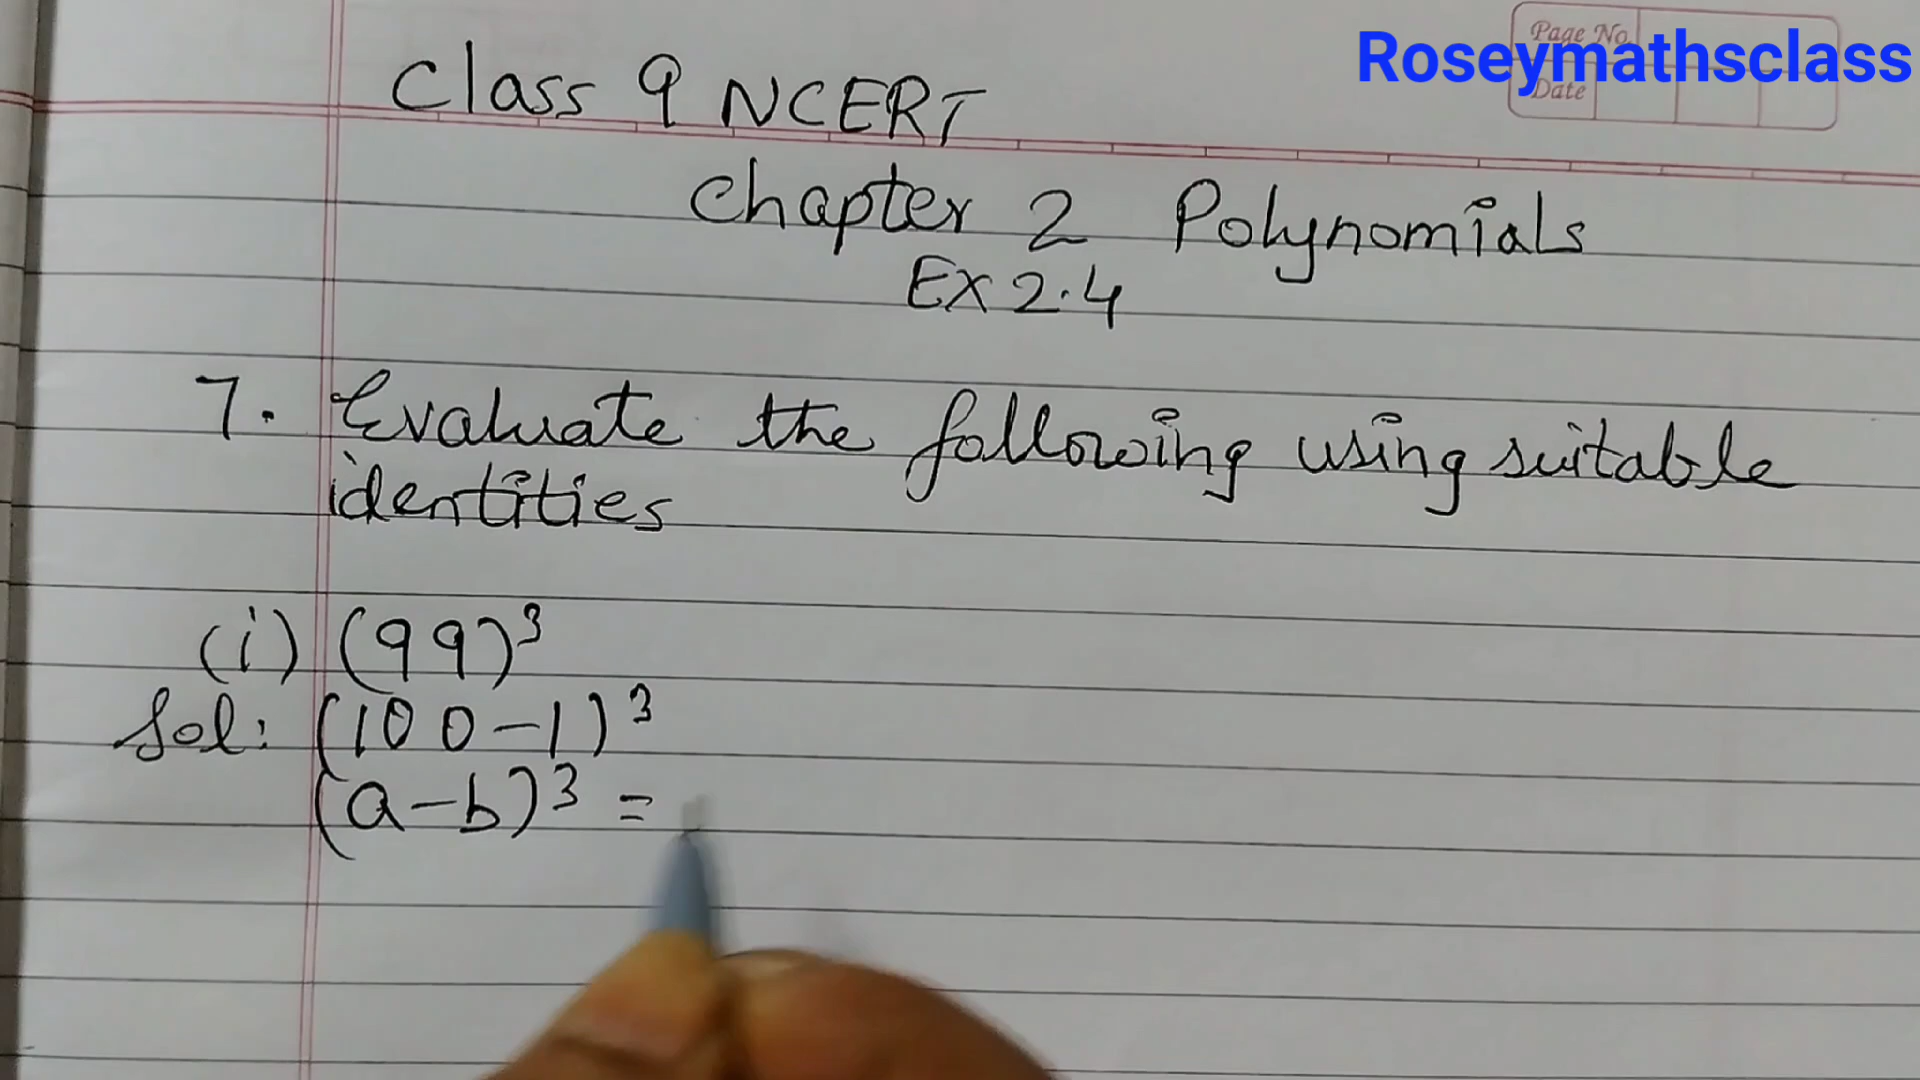 Page No.
Roseymathsclass
Date
Class 9 NCERT
Chapter 2 Polynomials
Ex 2.4
7. Evaluate the following using suitable
identities
(i) (99)³
Sol: (100-1)³
(a-b)³ =